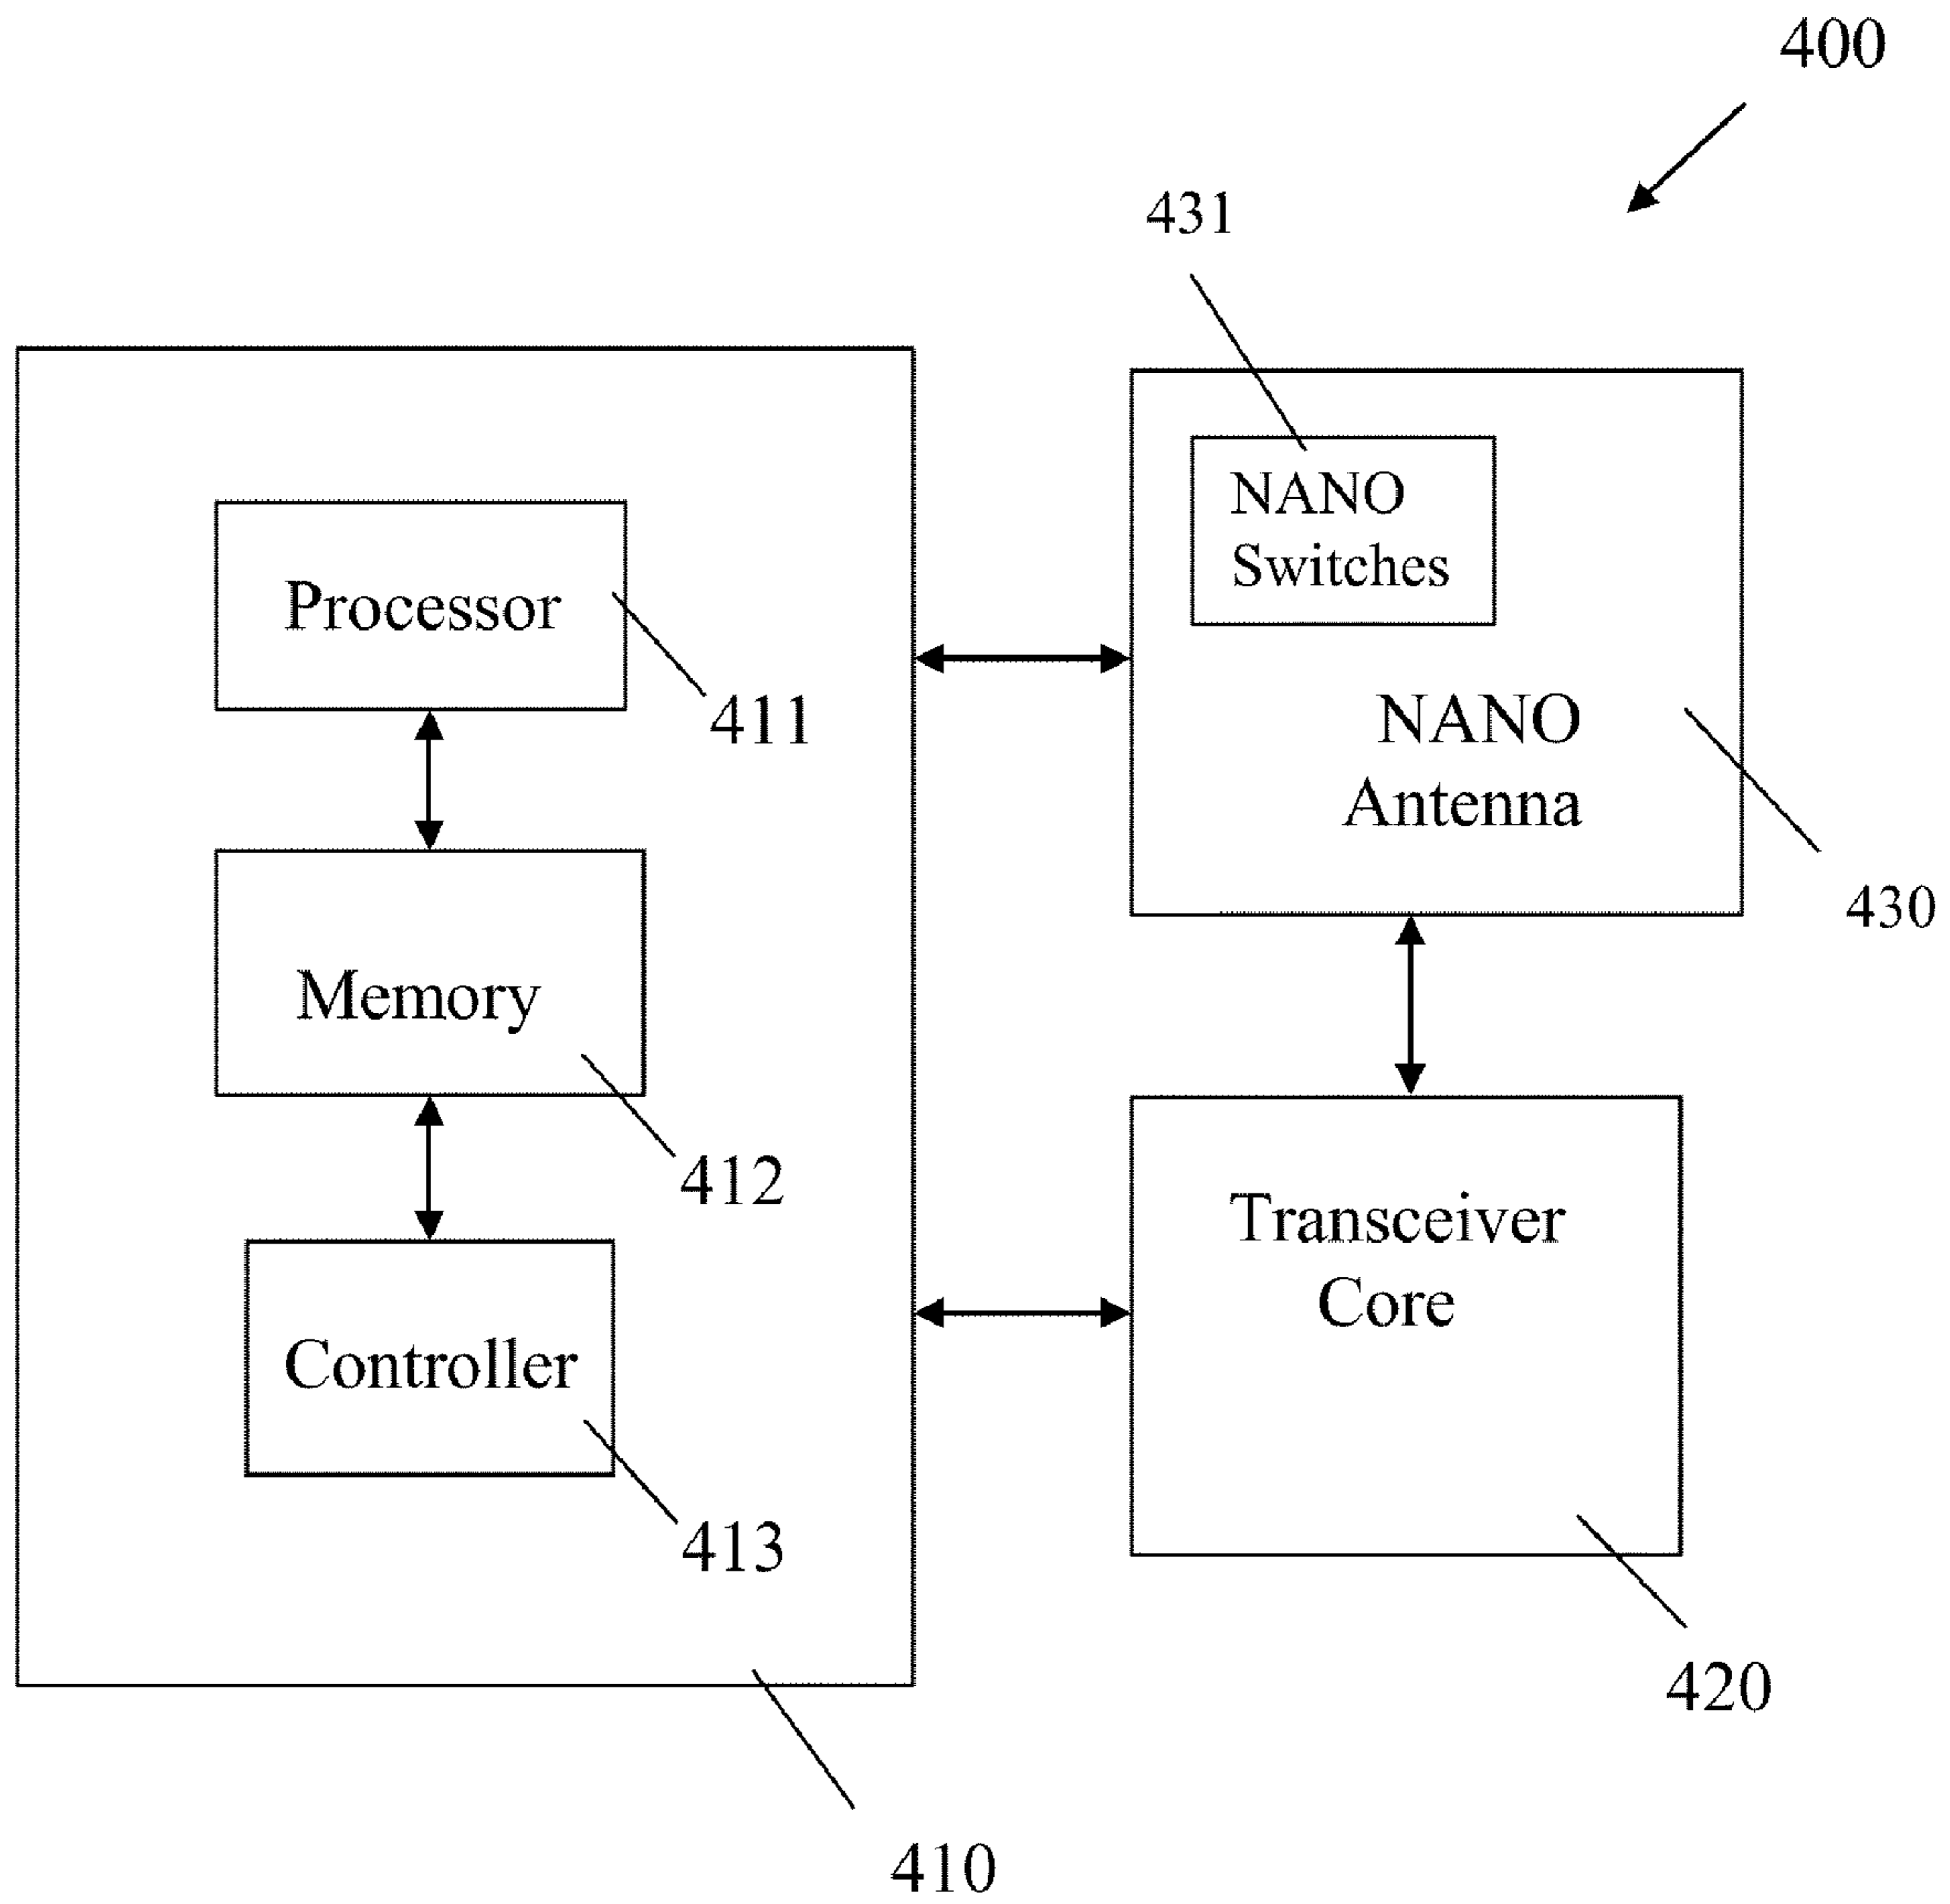 400
431
NANO
Switches
Processor
411
NANO
Antenna
430
Memory
412
Transceiver
Core
Controller
413
420
410